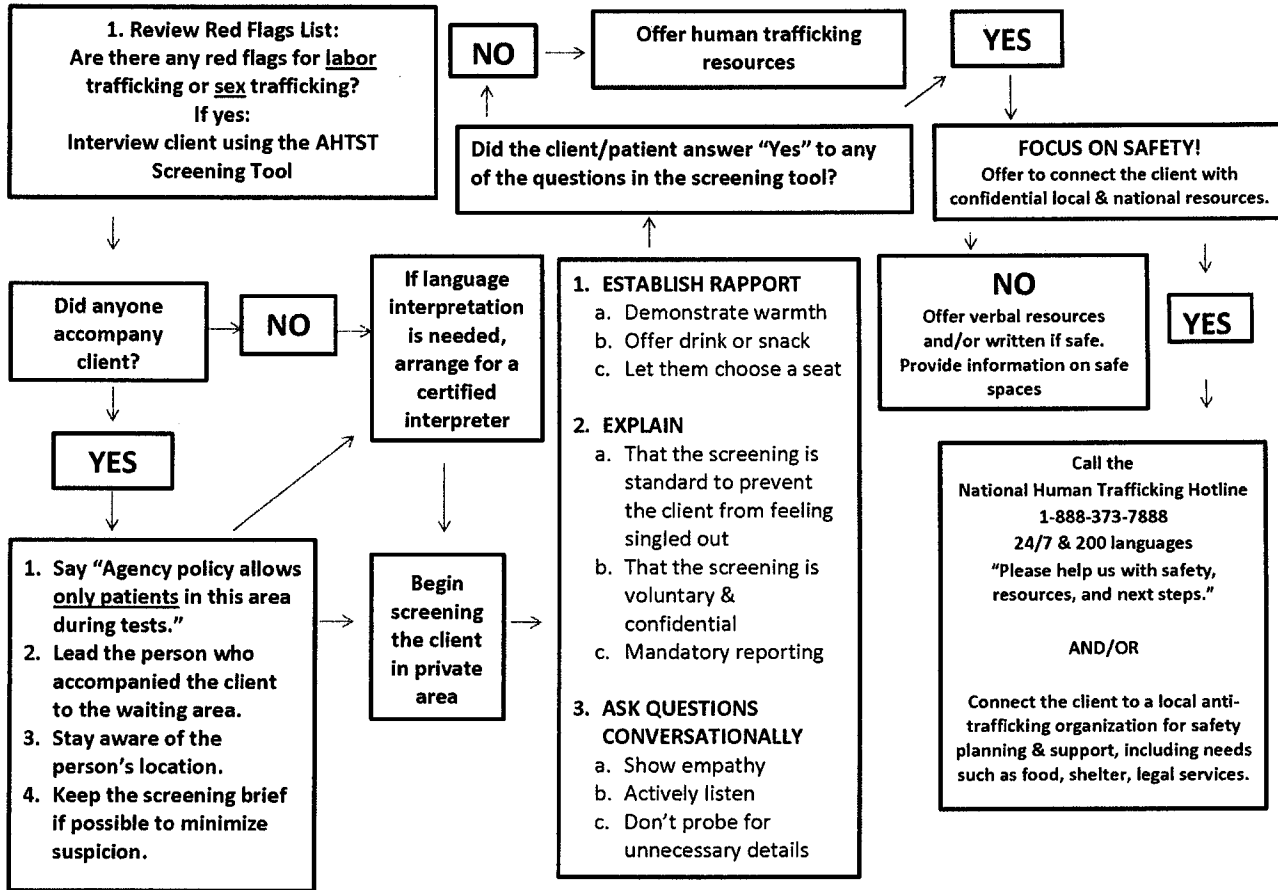 1. Review Red Flags List:
Are there any red flags for labor
trafficking or sex trafficking?
If yes:
Interview client using the AHTST
Screening Tool
Did anyone
accompany
client?
NO
YES
1. Say “Agency policy allows
only patients in this area
during tests.”
2. Lead the person who
accompanied the client
to the waiting area.
3. Stay aware of the
person’s location.
4. Keep the screening brief
if possible to minimize
suspicion.
If language
interpretation
is needed,
arrange for a
certified
interpreter
Begin
screening
the client
in private
area
1. ESTABLISH RAPPORT
a. Demonstrate warmth
b. Offer drink or snack
c. Let them choose a seat
2. EXPLAIN
a. That the screening is
standard to prevent
the client from feeling
singled out
b. That the screening is
voluntary &
confidential
c. Mandatory reporting
3. ASK QUESTIONS
CONVERSATIONALLY
a. Show empathy
b. Actively listen
c. Don’t probe for
unnecessary details
Did the client/patient answer “Yes” to any
of the questions in the screening tool?
NO
Offer human trafficking
resources
YES
FOCUS ON SAFETY!
Offer to connect the client with
confidential local & national resources.
NO
Offer verbal resources
and/or written if safe.
Provide information on safe
spaces
YES
Call the
National Human Trafficking Hotline
1-888-373-7888
24/7 & 200 languages
“Please help us with safety,
resources, and next steps.”
AND/OR
Connect the client to a local anti-
trafficking organization for safety
planning & support, including needs
such as food, shelter, legal services.